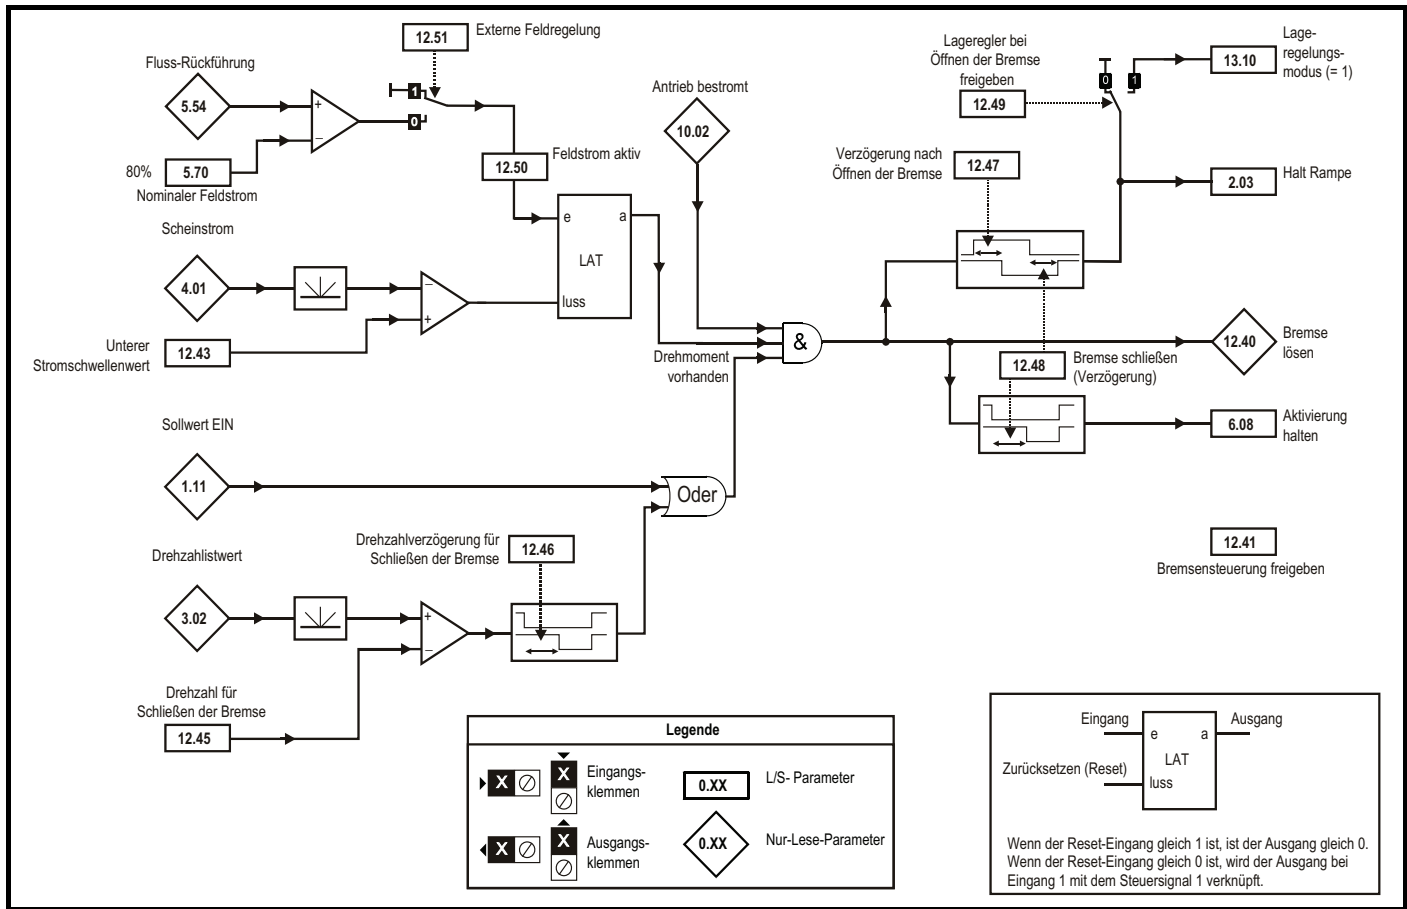 12.51
Externe Feldregelung
Fluss-Rückführung
5.54
+
−
1
0
80%
5.70
Nominaler Feldstrom
12.50
Feldstrom aktiv
Scheinstrom
4.01
−
+
Unterer
Stromschwellenwert
12.43
e
a
LAT
luss
Antrieb bestromt
10.02
Drehmoment
vorhanden
&
Sollwert EIN
1.11
Oder
Drehzahlistwert
3.02
+
−
Drehzahlverzögerung für
Schließen der Bremse
12.46
Drehzahl für
Schließen der Bremse
12.45
Lageregler bei
Öffnen der Bremse
freigeben
12.49
0
1
13.10
Lage-
regelungs-
modus (= 1)
Verzögerung nach
Öffnen der Bremse
12.47
2.03
Halt Rampe
12.40
Bremse
lösen
12.48
Bremse schließen
(Verzögerung)
6.08
Aktivierung
halten
12.41
Bremsensteuerung freigeben
Legende
X
X
Eingangs-
klemmen
0.XX
L/S- Parameter
X
X
Ausgangs-
klemmen
0.XX
Nur-Lese-Parameter
Eingang
e
a
Ausgang
LAT
Zurücksetzen (Reset)
luss
Wenn der Reset-Eingang gleich 1 ist, ist der Ausgang gleich 0.
Wenn der Reset-Eingang gleich 0 ist, wird der Ausgang bei
Eingang 1 mit dem Steuersignal 1 verknüpft.